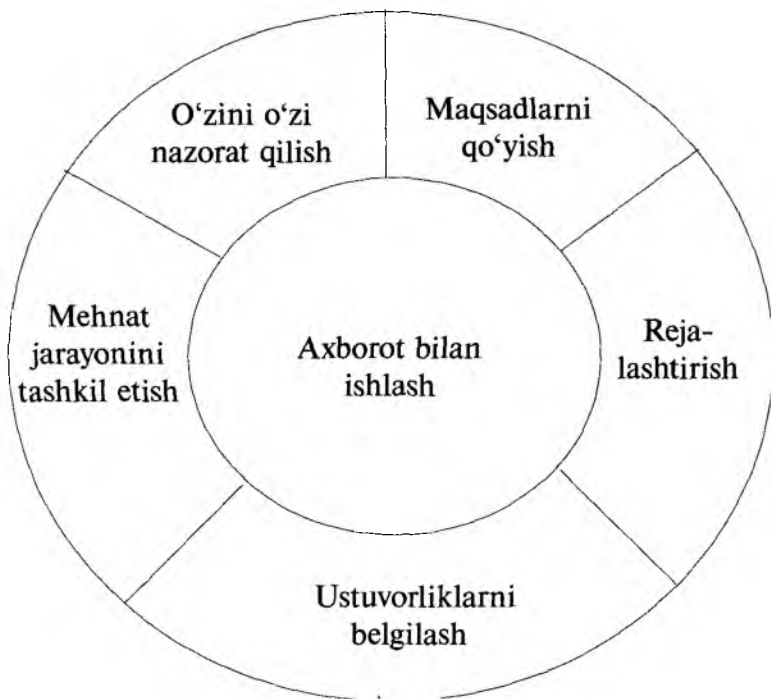 O‘zini o‘zi
nazorat qilish
Maqsadlarni
qo‘yish
Mehnat
jarayonini
tashkil etish
Axborot bilan
ishlash
Reja-
lashtirish
Ustuvorliklarni
belgilash